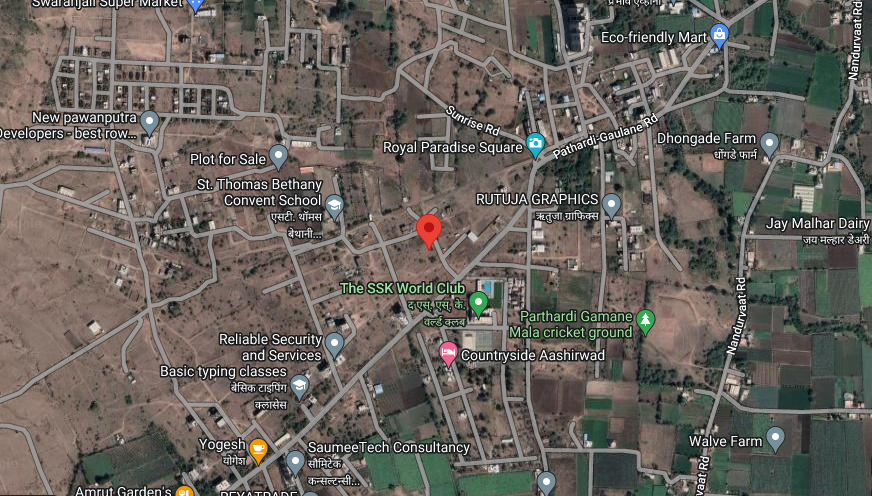 Swaranjali Super Market
Eco-friendly Mart
Nandurvaat Rd
New pawanputra
Developers - best row...
Sunrise Rd
Pathardi-Gaulane Rd
Royal Paradise Square
Dhongade Farm
धोंगडे फार्म
Plot for Sale
St. Thomas Bethany
Convent School
एसटी. थॉमस
बेथानी...
RUTUJA GRAPHICS
ऋतुजा ग्राफिक्स
Jay Malhar Dairy
जय मल्हार डेअरी
The SSK World Club
द एस्. एस्. के.
वर्ल्ड क्लब
Parthardi Gamane
Mala cricket ground
Nandurvaat Rd
Reliable Security
and Services
Countryside Aashirwad
Basic typing classes
बेसिक टाइपिंग
क्लासेस
Yogesh
योगेश
SaumeeTech Consultancy
सौमिटेक
कन्सल्टन्सी...
Walve Farm
vaat Rd
Amrut Garden's